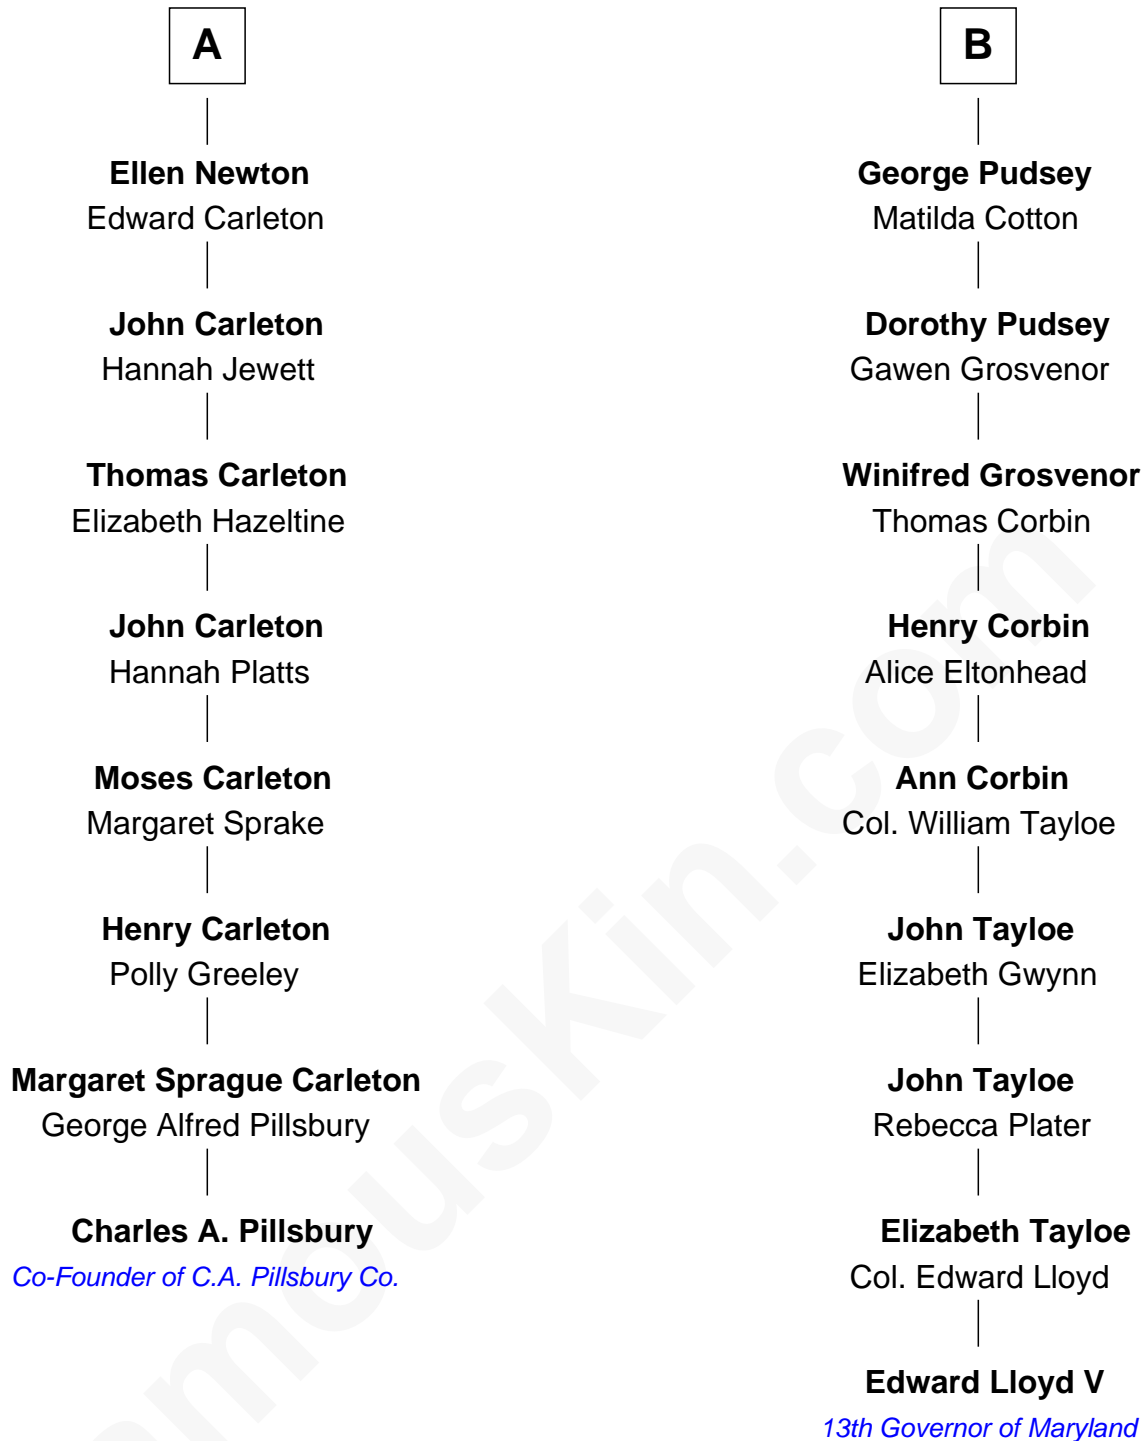 A
Ellen Newton
Edward Carleton
John Carleton
Hannah Jewett
Thomas Carleton
Elizabeth Hazeltine
John Carleton
Hannah Platts
Moses Carleton
Margaret Sprake
Henry Carleton
Polly Greeley
Margaret Sprague Carleton
George Alfred Pillsbury
Charles A. Pillsbury
Co-Founder of C.A. Pillsbury Co.
B
George Pudsey
Matilda Cotton
Dorothy Pudsey
Gawen Grosvenor
Winifred Grosvenor
Thomas Corbin
Henry Corbin
Alice Eltonhead
Ann Corbin
Col. William Tayloe
John Tayloe
Elizabeth Gwynn
John Tayloe
Rebecca Plater
Elizabeth Tayloe
Col. Edward Lloyd
Edward Lloyd V
13th Governor of Maryland
amousKin.com